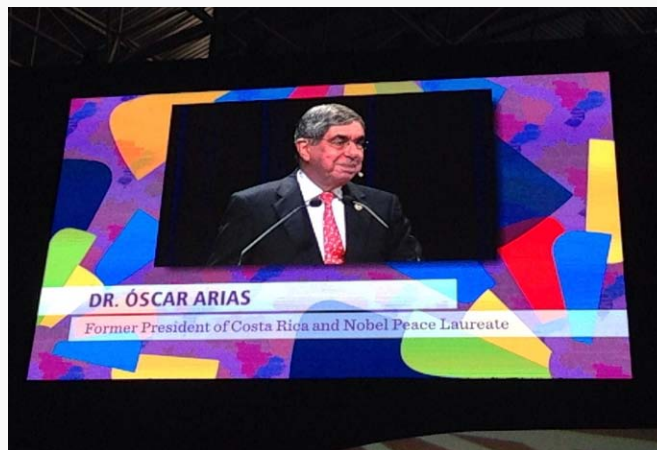 DR. ÓSCAR ARIAS
Former President of Costa Rica and Nobel Peace Laureate